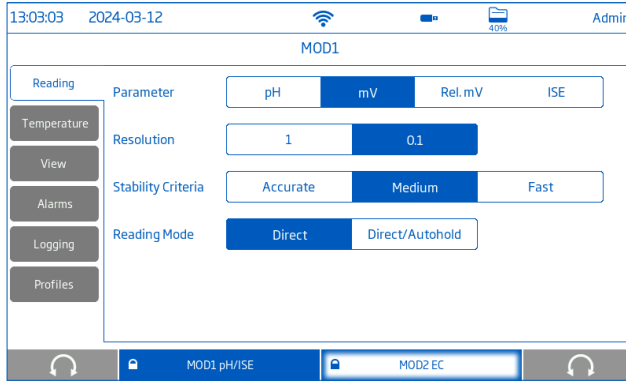 13:03:03 2024-03-12 40% Admin
MOD1
Reading
Temperature
View
Alarms
Logging
Profiles
Parameter pH mV Rel. mV ISE
Resolution 1 0.1
Stability Criteria Accurate Medium Fast
Reading Mode Direct Direct/Autohold
MOD1 pH/ISE MOD2 EC